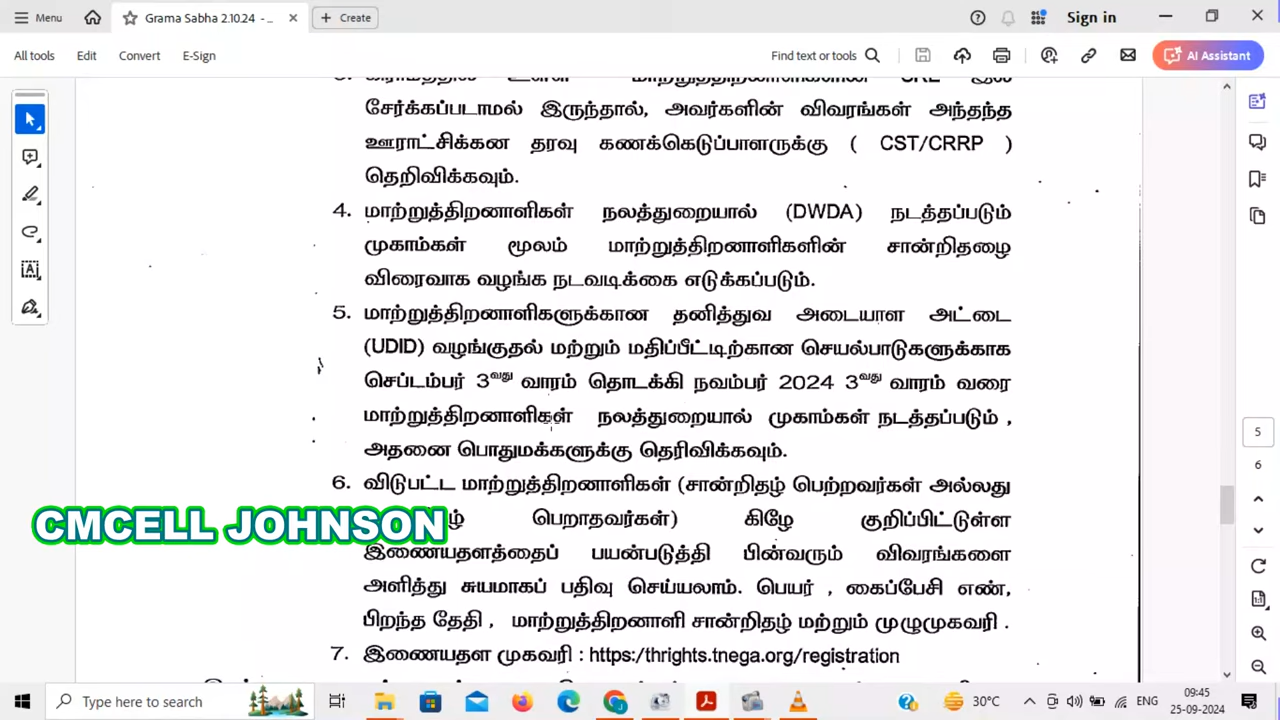 Menu
Grama Sabha 2.10.24 - ...
Create
Sign in
All tools Edit Convert E-Sign
Find text or tools
AI Assistant
சேர்க்கப்படாமல் இருந்தால், அவர்களின் விவரங்கள் அந்தந்த
ஊராட்சிக்கன தரவு கணக்கெடுப்பாளருக்கு ( CST/CRRP )
தெறிவிக்கவும்.
4. மாற்றுத்திறனாளிகள் நலத்துறையால் (DWDA) நடத்தப்படும்
முகாம்கள் மூலம் மாற்றுத்திறனாளிகளின் சான்றிதழை
விரைவாக வழங்க நடவடிக்கை எடுக்கப்படும்.
5. மாற்றுத்திறனாளிகளுக்கான தனித்துவ அடையாள அட்டை
(UDID) வழங்குதல் மற்றும் மதிப்பீட்டிற்கான செயல்பாடுகளுக்காக
செப்டம்பர் 3வது வாரம் தொடக்கி நவம்பர் 2024 3வது வாரம் வரை
மாற்றுத்திறனாளிகள் நலத்துறையால் முகாம்கள் நடத்தப்படும் ,
அதனை பொதுமக்களுக்கு தெரிவிக்கவும்.
6. விடுபட்ட மாற்றுத்திறனாளிகள் (சான்றிதழ் பெற்றவர்கள் அல்லது
பெறாதவர்கள்) கிழே குறிப்பிட்டுள்ள
CMCELL JOHNSON
இணையதளத்தைப் பயன்படுத்தி பின்வரும் விவரங்களை
அளித்து சுயமாகப் பதிவு செய்யலாம். பெயர் , கைப்பேசி எண்,
பிறந்த தேதி , மாற்றுத்திறனாளி சான்றிதழ் மற்றும் முழுமுகவரி .
7. இணையதள முகவரி : https:/thrights.tnega.org/registration
5
6
Type here to search
30°C
ENG
09:45
25-09-2024